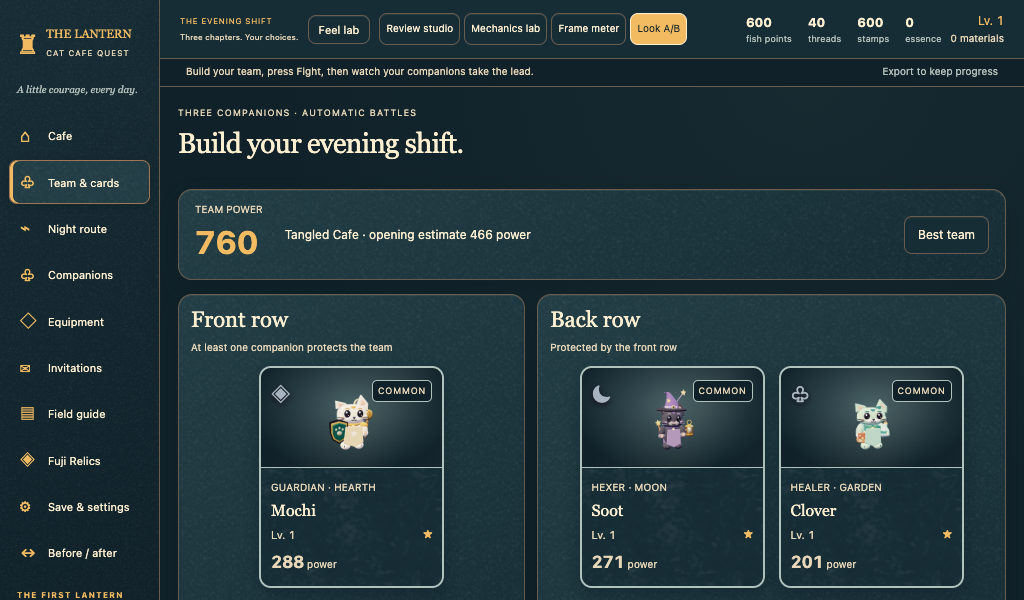 THE LANTERN
CAT CAFE QUEST
A little courage, every day.
Cafe
Team & cards
Night route
Companions
Equipment
Invitations
Field guide
Fuji Relics
Save & settings
Before / after
THE FIRST LANTERN
THE EVENING SHIFT
Three chapters. Your choices.
Feel lab
Review studio
Mechanics lab
Frame meter
Look A/B
600
fish points
40
threads
600
stamps
0
essence
Lv. 1
0 materials
Build your team, press Fight, then watch your companions take the lead.
Export to keep progress
THREE COMPANIONS · AUTOMATIC BATTLES
Build your evening shift.
TEAM POWER
760
Tangled Cafe · opening estimate 466 power
Best team
Front row
At least one companion protects the team
COMMON
GUARDIAN · HEARTH
Mochi
Lv. 1
288 power
Back row
Protected by the front row
COMMON
HEXER · MOON
Soot
Lv. 1
271 power
COMMON
HEALER · GARDEN
Clover
Lv. 1
201 power